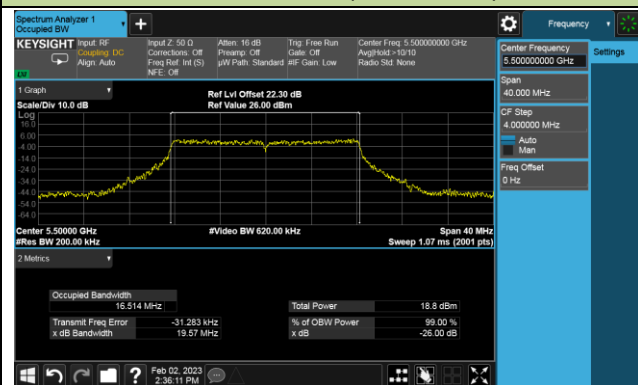 Spectrum Analyzer 1
Occupied BW
+
Frequency
KEYSIGHT
Input: RF
Coupling: DC
Align: Auto
Input Z: 50 Ω
Corrections: Off
Freq Ref: Int (S)
NFE: Off
Atten: 16 dB
Preamp: Off
µW Path: Standard
Trig: Free Run
Gate: Off
#IF Gain: Low
Center Freq: 5.500000000 GHz
Avg|Hold:>10/10
Radio Std: None
Center Frequency
5.500000000 GHz
Settings
Span
40.000 MHz
CF Step
4.000000 MHz
Auto
Man
Freq Offset
0 Hz
1 Graph
Scale/Div 10.0 dB
Ref Lvl Offset 22.30 dB
Ref Value 26.00 dBm
Log
16.0
6.00
-4.00
-14.0
-24.0
-34.0
-44.0
-54.0
-64.0
Center 5.50000 GHz
#Res BW 200.00 kHz
#Video BW 620.00 kHz
Span 40 MHz
Sweep 1.07 ms (2001 pts)
2 Metrics
Occupied Bandwidth
16.514 MHz
Total Power
18.8 dBm
Transmit Freq Error
-31.283 kHz
% of OBW Power
99.00 %
x dB Bandwidth
19.57 MHz
x dB
-26.00 dB
?
Feb 02, 2023
2:36:11 PM